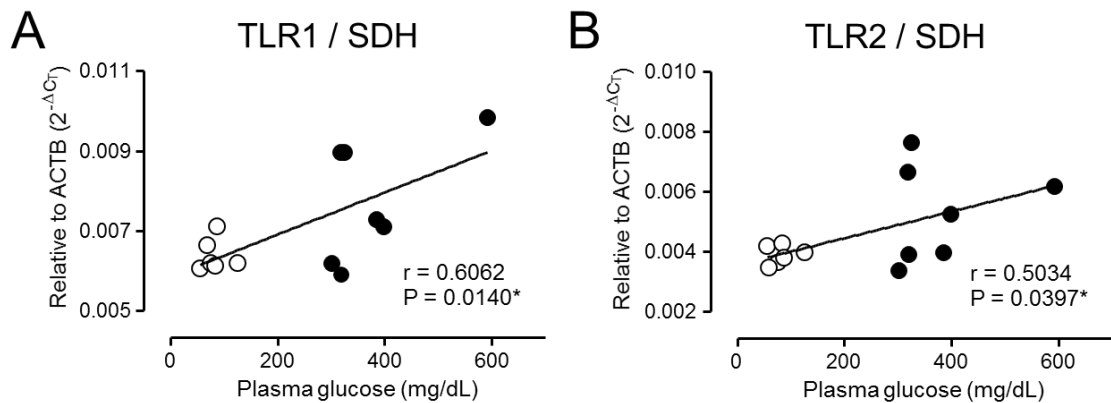 A
TLR1 / SDH
Relative to ACTB (2^-ΔCT)
0.011
0.009
0.007
0.005
r = 0.6062
P = 0.0140*
0
200
400
600
Plasma glucose (mg/dL)
B
TLR2 / SDH
Relative to ACTB (2^-ΔCT)
0.010
0.008
0.006
0.004
0.002
r = 0.5034
P = 0.0397*
0
200
400
600
Plasma glucose (mg/dL)